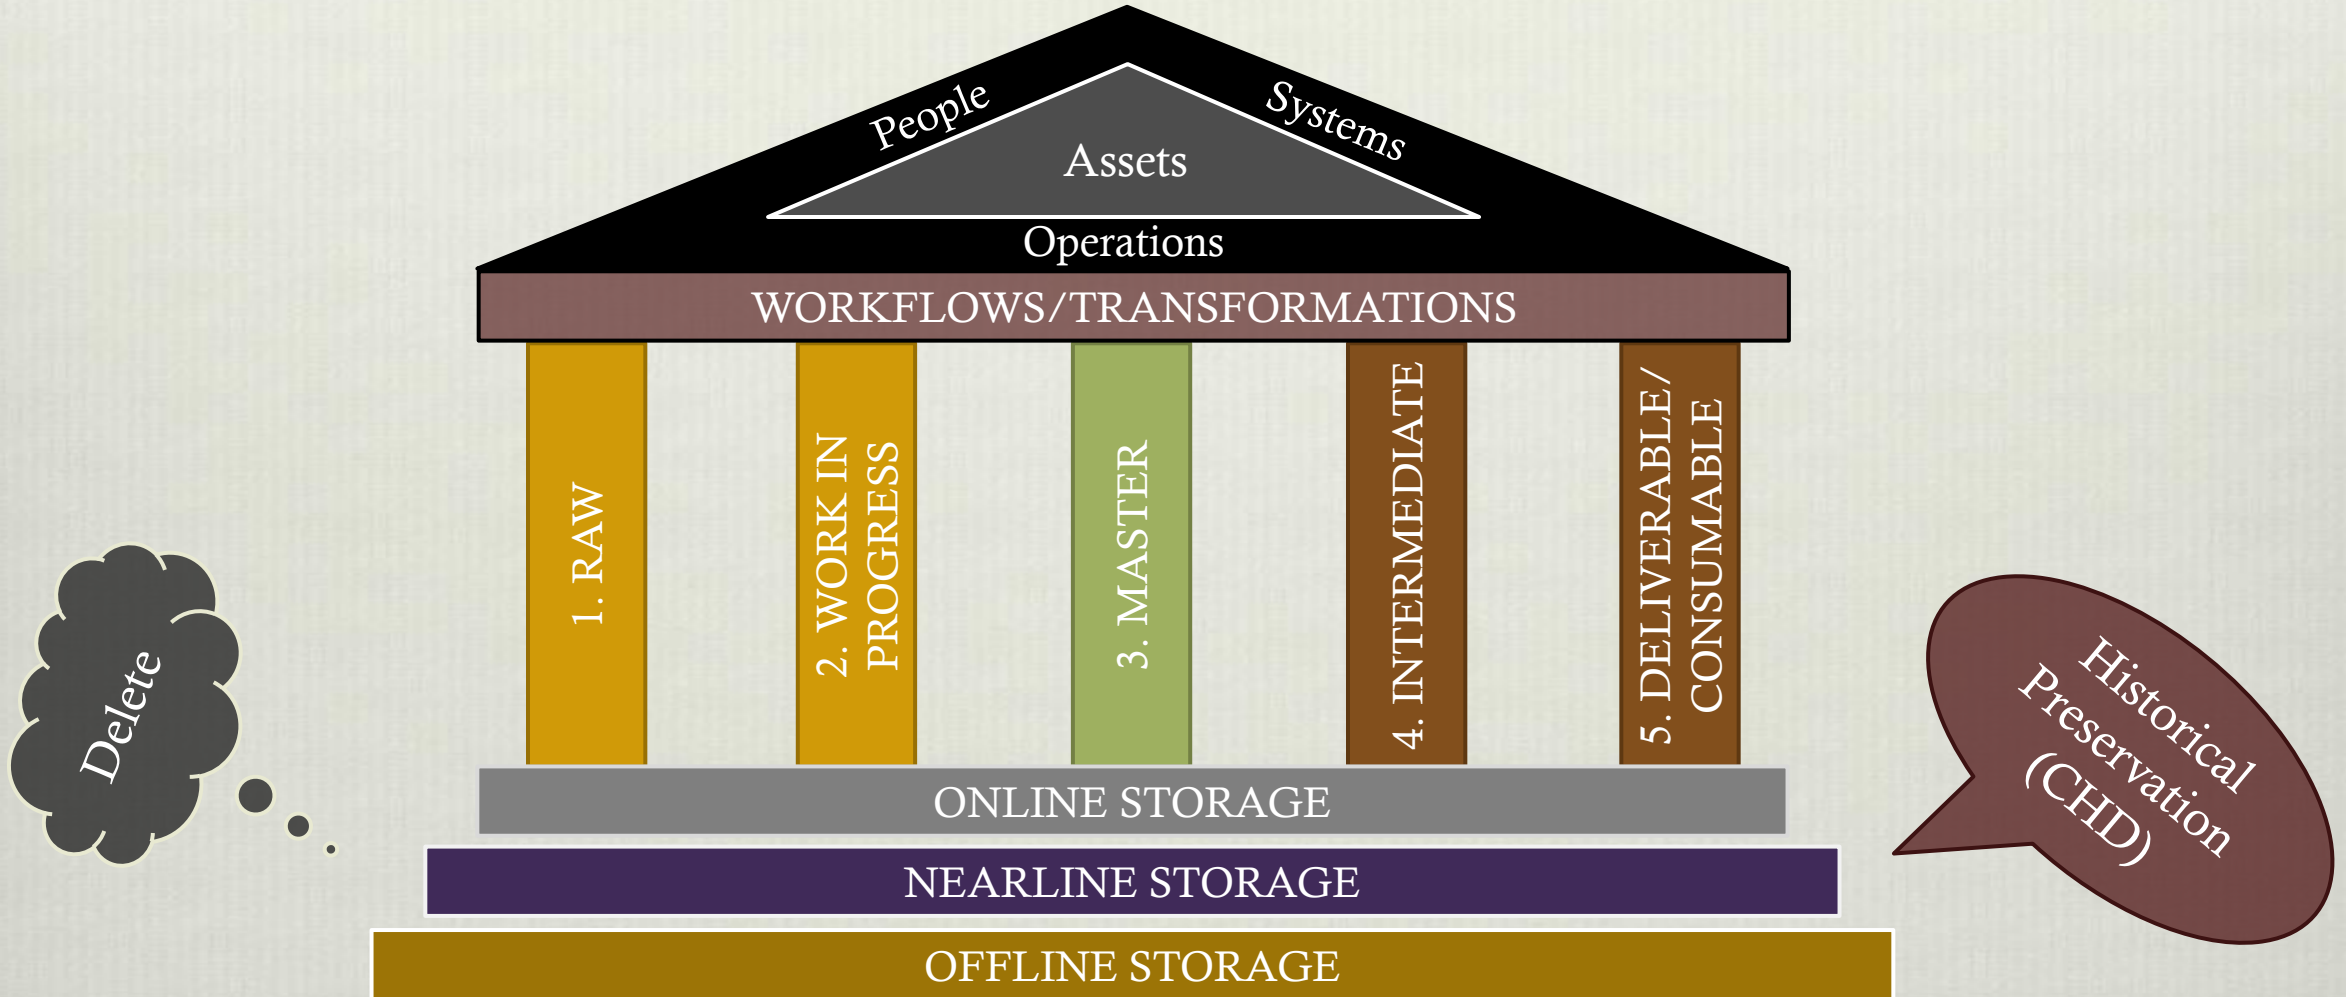 People
Systems
Assets
Operations
WORKFLOWS/TRANSFORMATIONS
1. RAW
2. WORK IN
PROGRESS
3. MASTER
4. INTERMEDIATE
5. DELIVERABLE/
CONSUMABLE
Delete
Historical
Preservation
(CHD)
ONLINE STORAGE
NEARLINE STORAGE
OFFLINE STORAGE